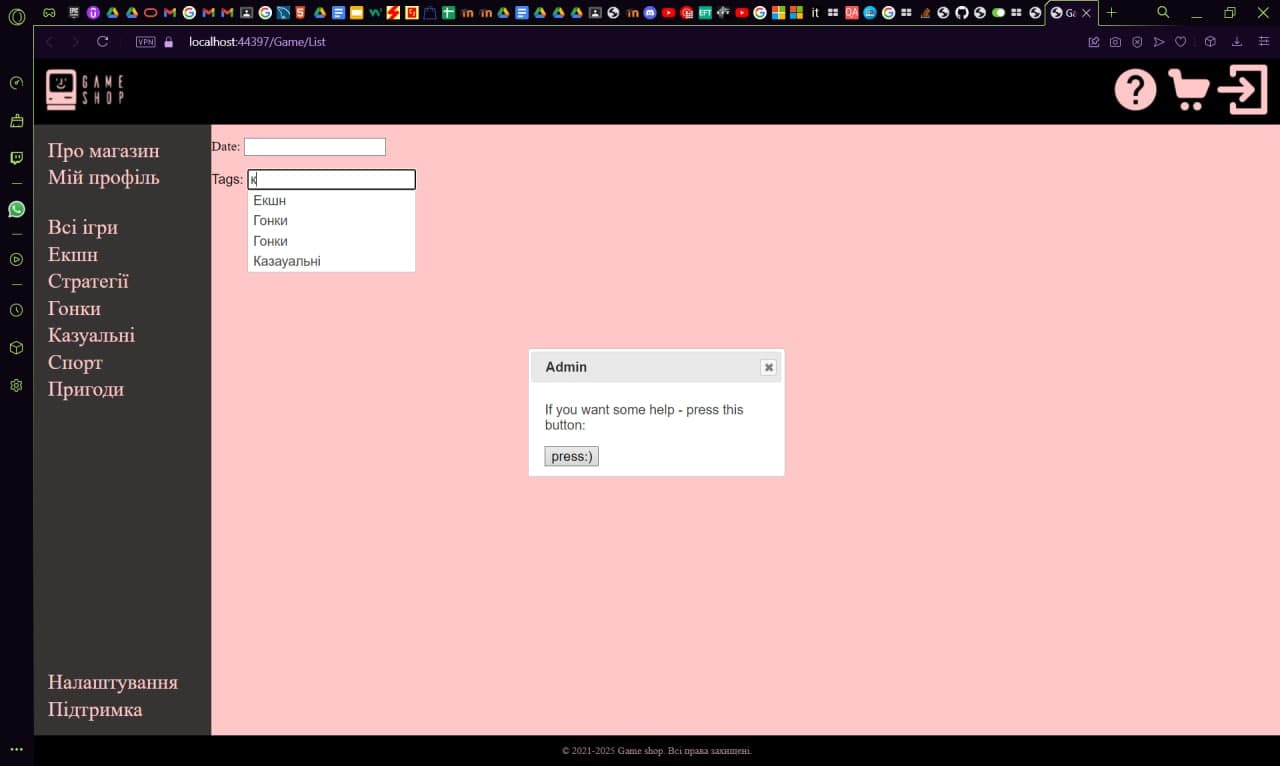 VPN
localhost:44397/Game/List
GAME
SHOP
Про магазин
Мій профіль
Всі ігри
Екшн
Стратегії
Гонки
Казуальні
Спорт
Пригоди
Налаштування
Підтримка
Date:
Tags: к
Екшн
Гонки
Гонки
Казауальні
Admin
If you want some help - press this
button:
press:)
© 2021-2025 Game shop. Всі права захищені.